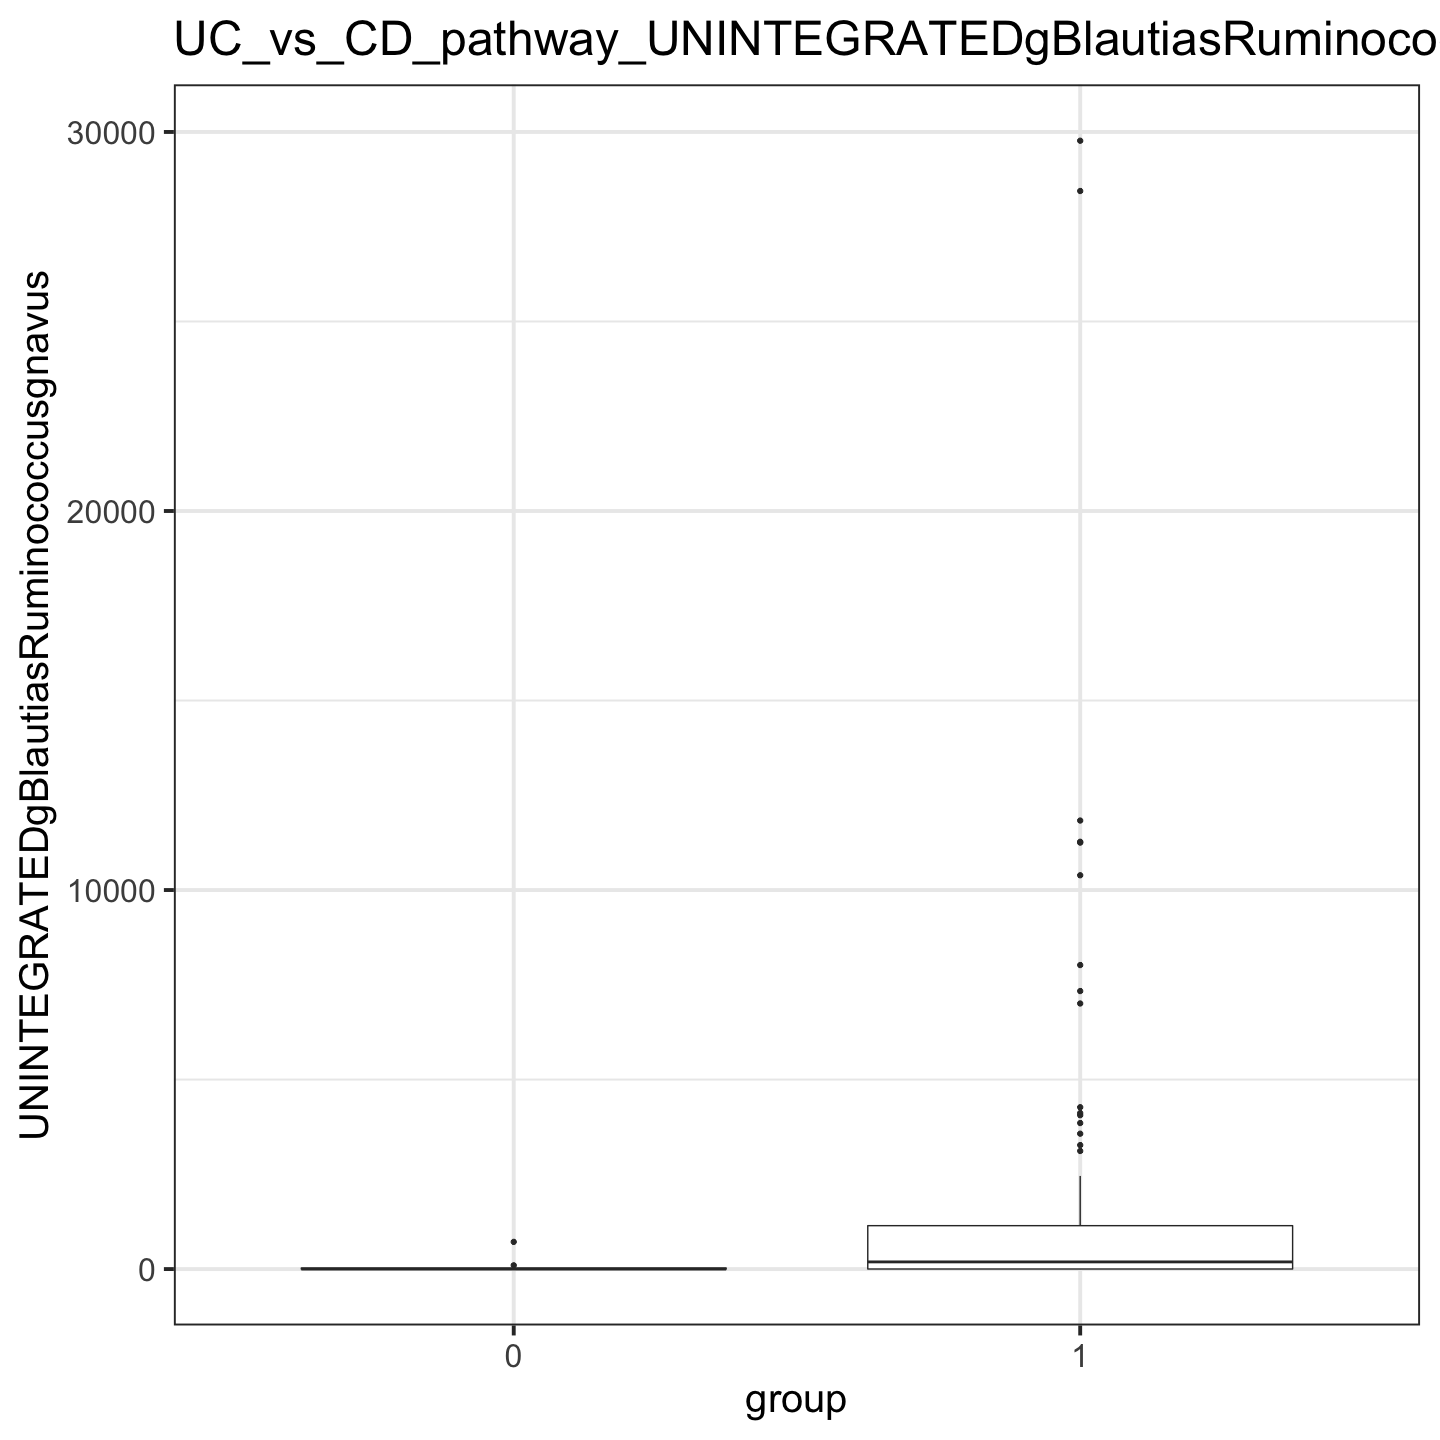 UC_vs_CD_pathway_UNINTEGRATEDgBlautiasRuminoco
UNINTEGRATEDgBlautiasRuminococcusgnavus
30000
20000
10000
0
0
1
group